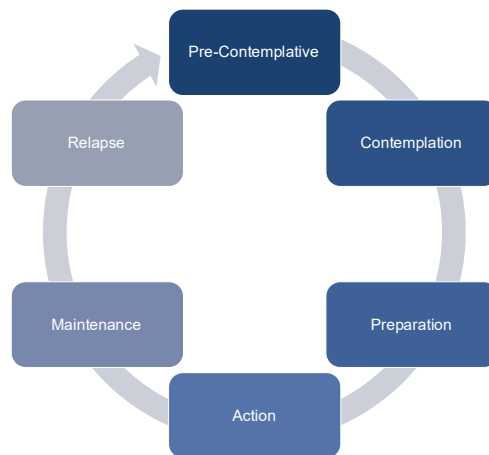 Pre-Contemplative
Contemplation
Preparation
Action
Maintenance
Relapse